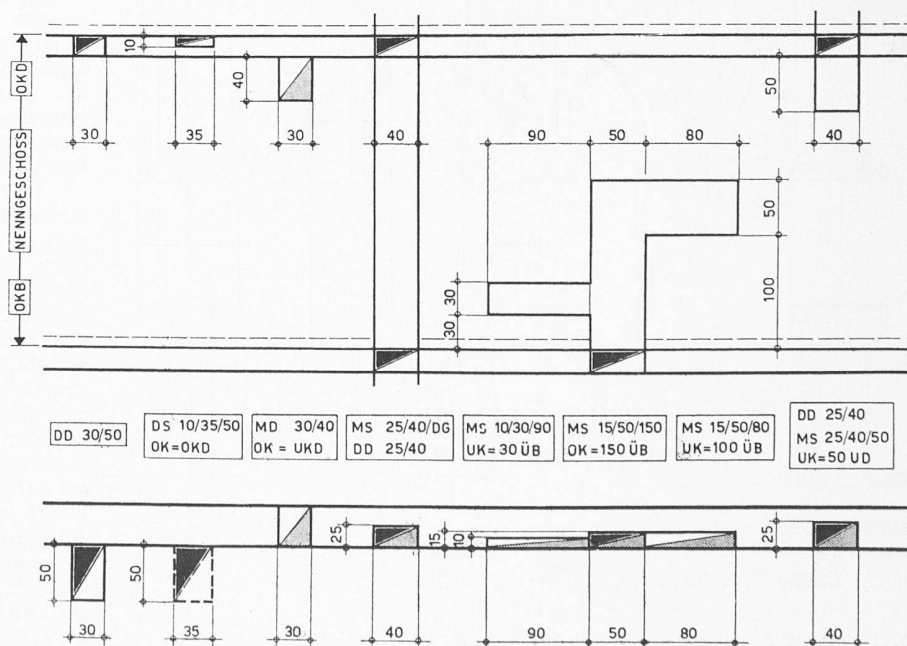 OKD
NENNGESCHOSS
OKB
10
40
30
35
30
40
90
50
80
50
40
50
100
30
30
DD 30/50
DS 10/35/50
OK=OKD
MD 30/40
OK = UKD
MS 25/40/DG
DD 25/40
MS 10/30/90
UK=30 ÜB
MS 15/50/150
OK=150 ÜB
MS 15/50/80
UK=100 ÜB
DD 25/40
MS 25/40/50
UK=50 UD
50
50
25
15
10
25
30
35
30
40
90
50
80
40